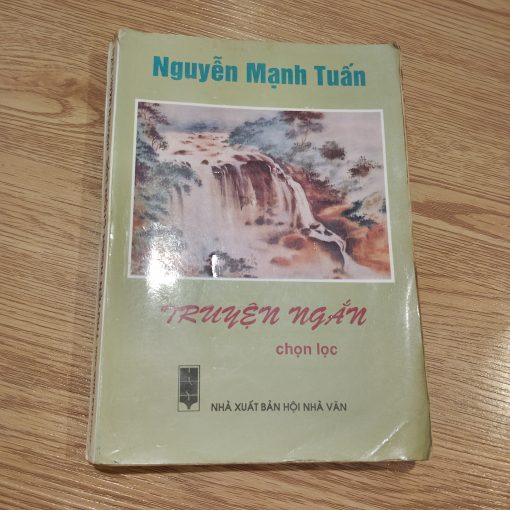 Nguyễn Mạnh Tuấn
TRUYỆN NGẮN
chọn lọc
NHÀ XUẤT BẢN HỘI NHÀ VĂN